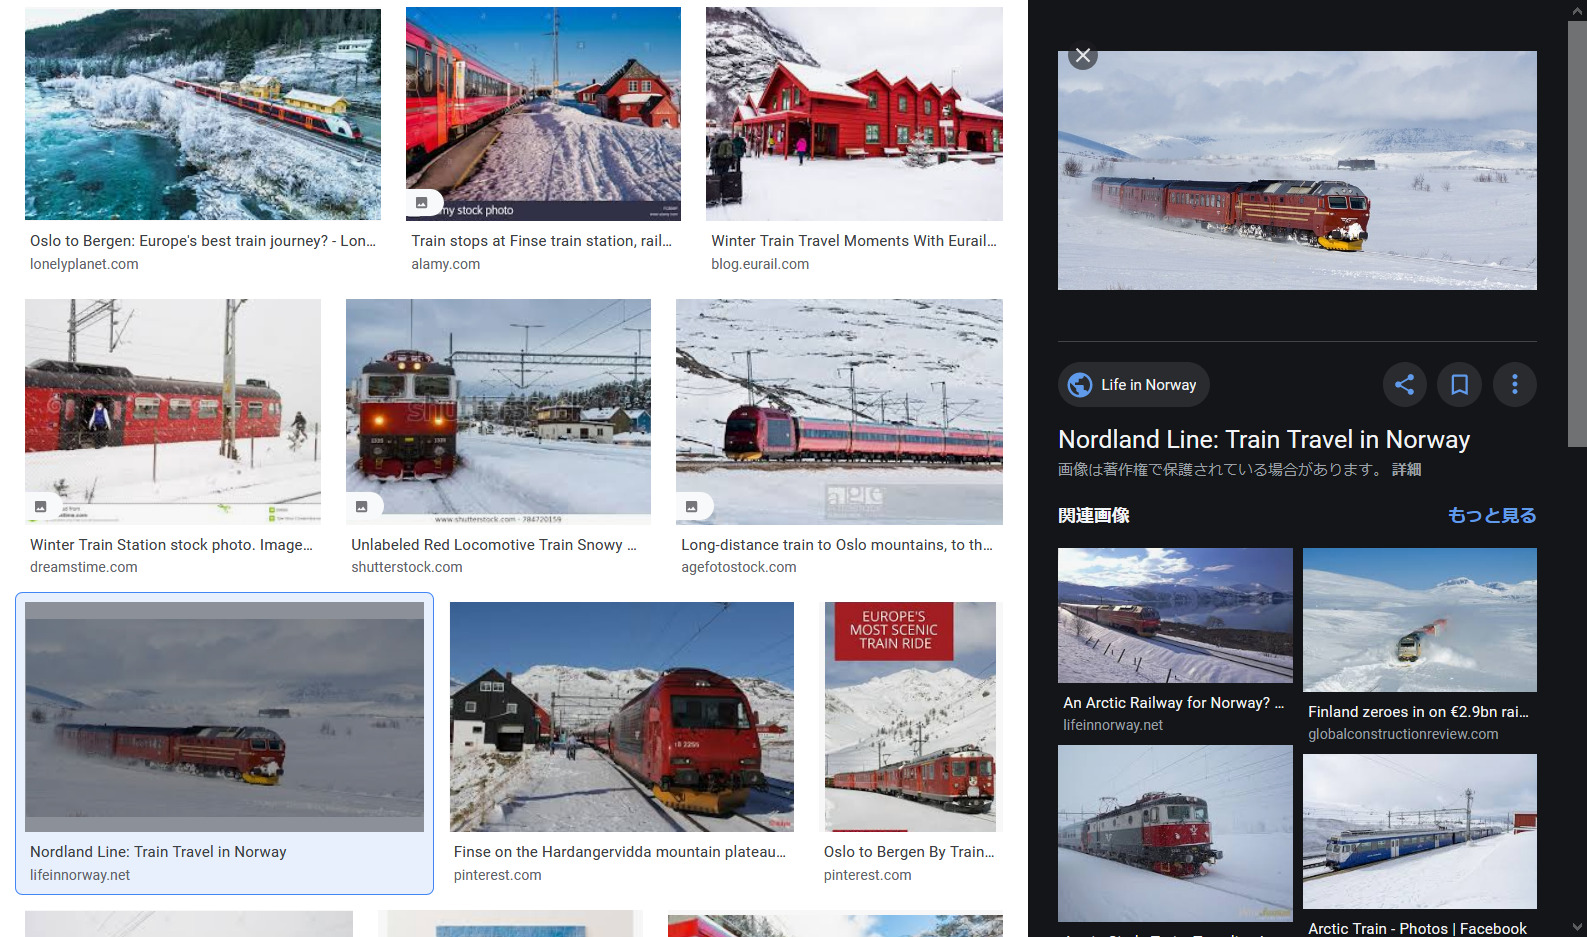 my stock photo
Oslo to Bergen: Europe's best train journey? - Lon...
lonelyplanet.com
Train stops at Finse train station, rail...
alamy.com
Winter Train Travel Moments With Eurail...
blog.eurail.com
Winter Train Station stock photo. Image...
dreamstime.com
www.shutterstock.com · 784720159
Unlabeled Red Locomotive Train Snowy ...
shutterstock.com
age
Long-distance train to Oslo mountains, to th...
agefotostock.com
Nordland Line: Train Travel in Norway
lifeinnorway.net
18 2255
Finse on the Hardangervidda mountain plateau...
pinterest.com
EUROPE'S
MOST SCENIC
TRAIN RIDE
Oslo to Bergen By Train...
pinterest.com
Life in Norway
Nordland Line: Train Travel in Norway
画像は著作権で保護されている場合があります。 詳細
関連画像
もっと見る
An Arctic Railway for Norway? ...
lifeinnorway.net
Finland zeroes in on €2.9bn rai...
globalconstructionreview.com
Arctic Train - Photos | Facebook